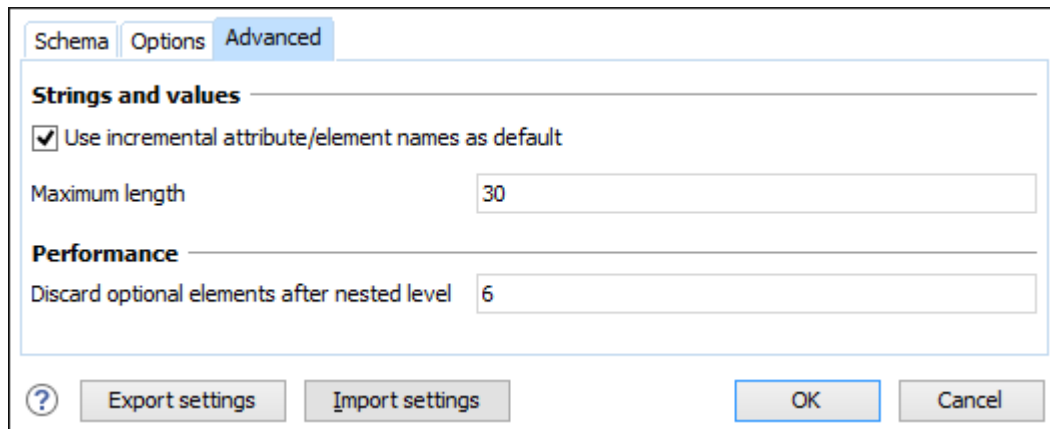 Schema Options Advanced
Strings and values
Use incremental attribute/element names as default
Maximum length 30
Performance
Discard optional elements after nested level 6
? Export settings Import settings OK Cancel